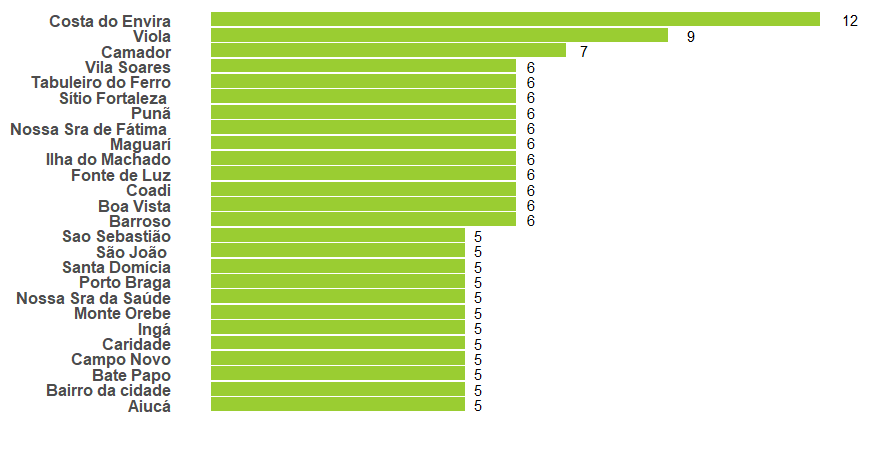 Costa do Envira 12
Viola 9
Camador 7
Vila Soares 6
Tabuleiro do Ferro 6
Sítio Fortaleza 6
Punã 6
Nossa Sra de Fátima 6
Maguarí 6
Ilha do Machado 6
Fonte de Luz 6
Coadi 6
Boa Vista 6
Barroso 6
Sao Sebastião 5
São João 5
Santa Domícia 5
Porto Braga 5
Nossa Sra da Saúde 5
Monte Orebe 5
Ingá 5
Caridade 5
Campo Novo 5
Bate Papo 5
Bairro da cidade 5
Aiucá 5